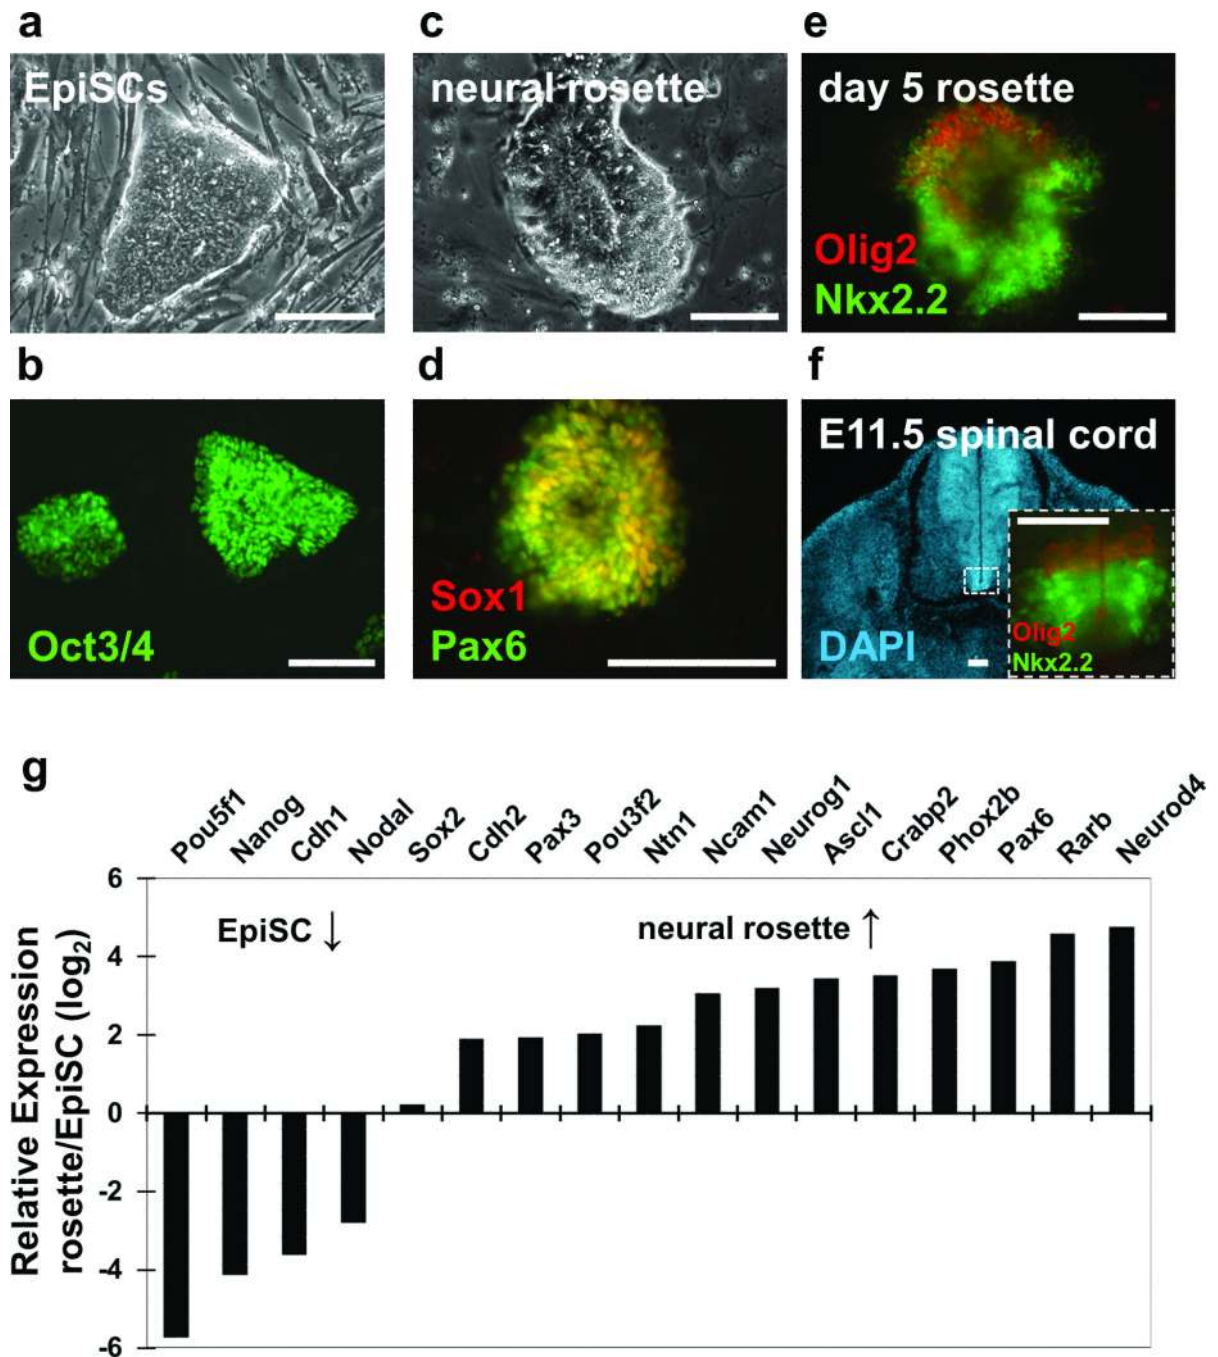 a
EpiSCs
c
neural rosette
e
day 5 rosette
Olig2
Nkx2.2
b
Oct3/4
d
Sox1
Pax6
f
E11.5 spinal cord
DAPI
Olig2
Nkx2.2
g
Pou5f1
Nanog
Cdh1
Nodal
Sox2
Cdh2
Pax3
Pou3f2
Ntn1
Ncam1
Neurog1
Ascl1
Crabp2
Phox2b
Pax6
Rarb
Neurod4
Relative Expression
rosette/EpiSC (log₂)
6
4
2
0
-2
-4
-6
EpiSC ↓
neural rosette ↑